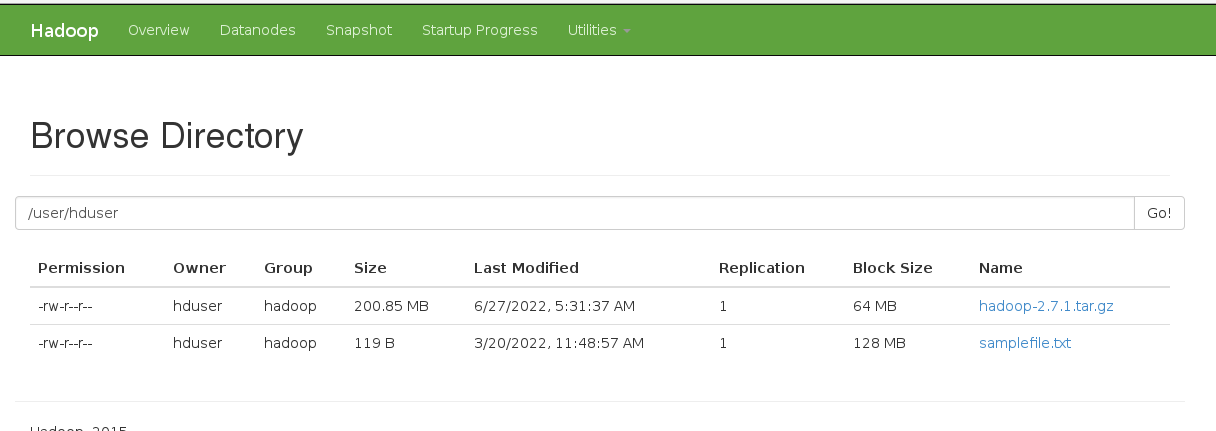 Hadoop Overview Datanodes Snapshot Startup Progress Utilities
Browse Directory
/user/hduser Go!
Permission Owner Group Size Last Modified Replication Block Size Name
-rw-r--r-- hduser hadoop 200.85 MB 6/27/2022, 5:31:37 AM 1 64 MB hadoop-2.7.1.tar.gz
-rw-r--r-- hduser hadoop 119 B 3/20/2022, 11:48:57 AM 1 128 MB samplefile.txt
Hadoop, 2015.